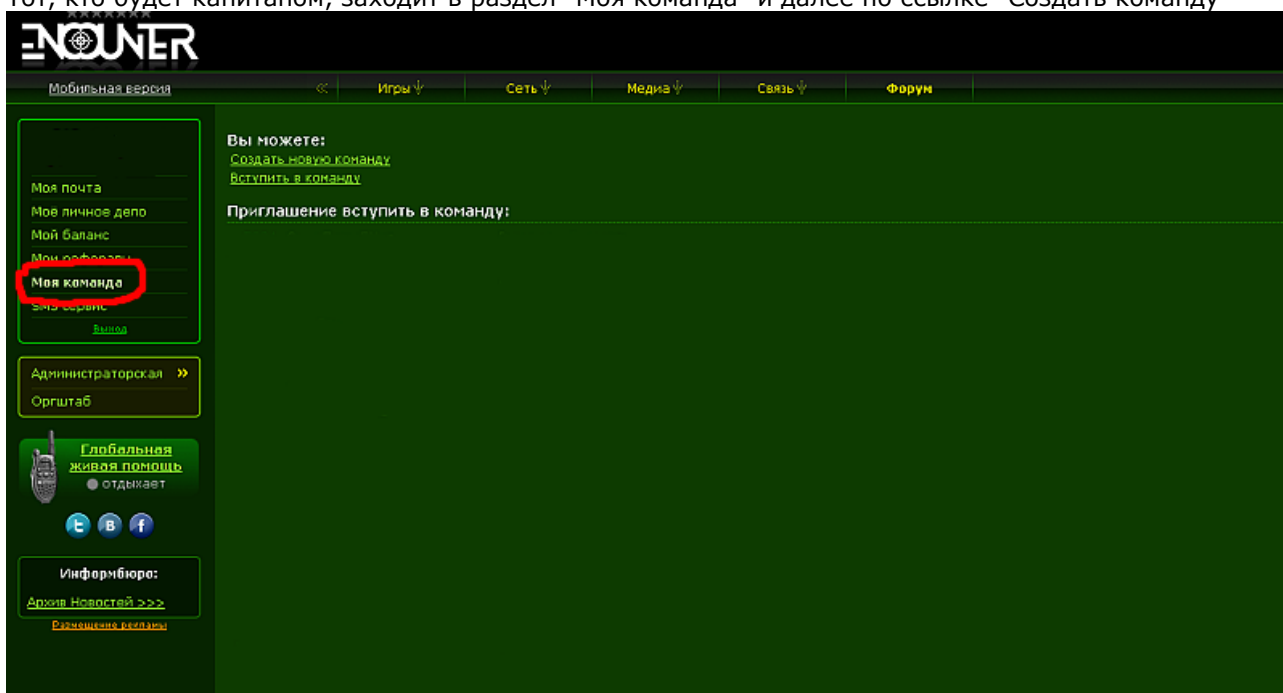 Тот, кто будет капитаном, заходит в раздел "Моя команда" и далее по ссылке "Создать команду"
ENCOUNTER
Мобильная версия
Игры
Сеть
Медиа
Связь
Форум
Вы можете:
Создать новую команду
Вступить в команду
Приглашение вступить в команду:
Моя почта
Моё личное дело
Мой баланс
Мои рефералы
Моя команда
SMS сервис
Выход
Администраторская »
Оргштаб
Глобальная
живая помощь
отдыхает
Информбюро:
Архив Новостей >>>
Размещение рекламы